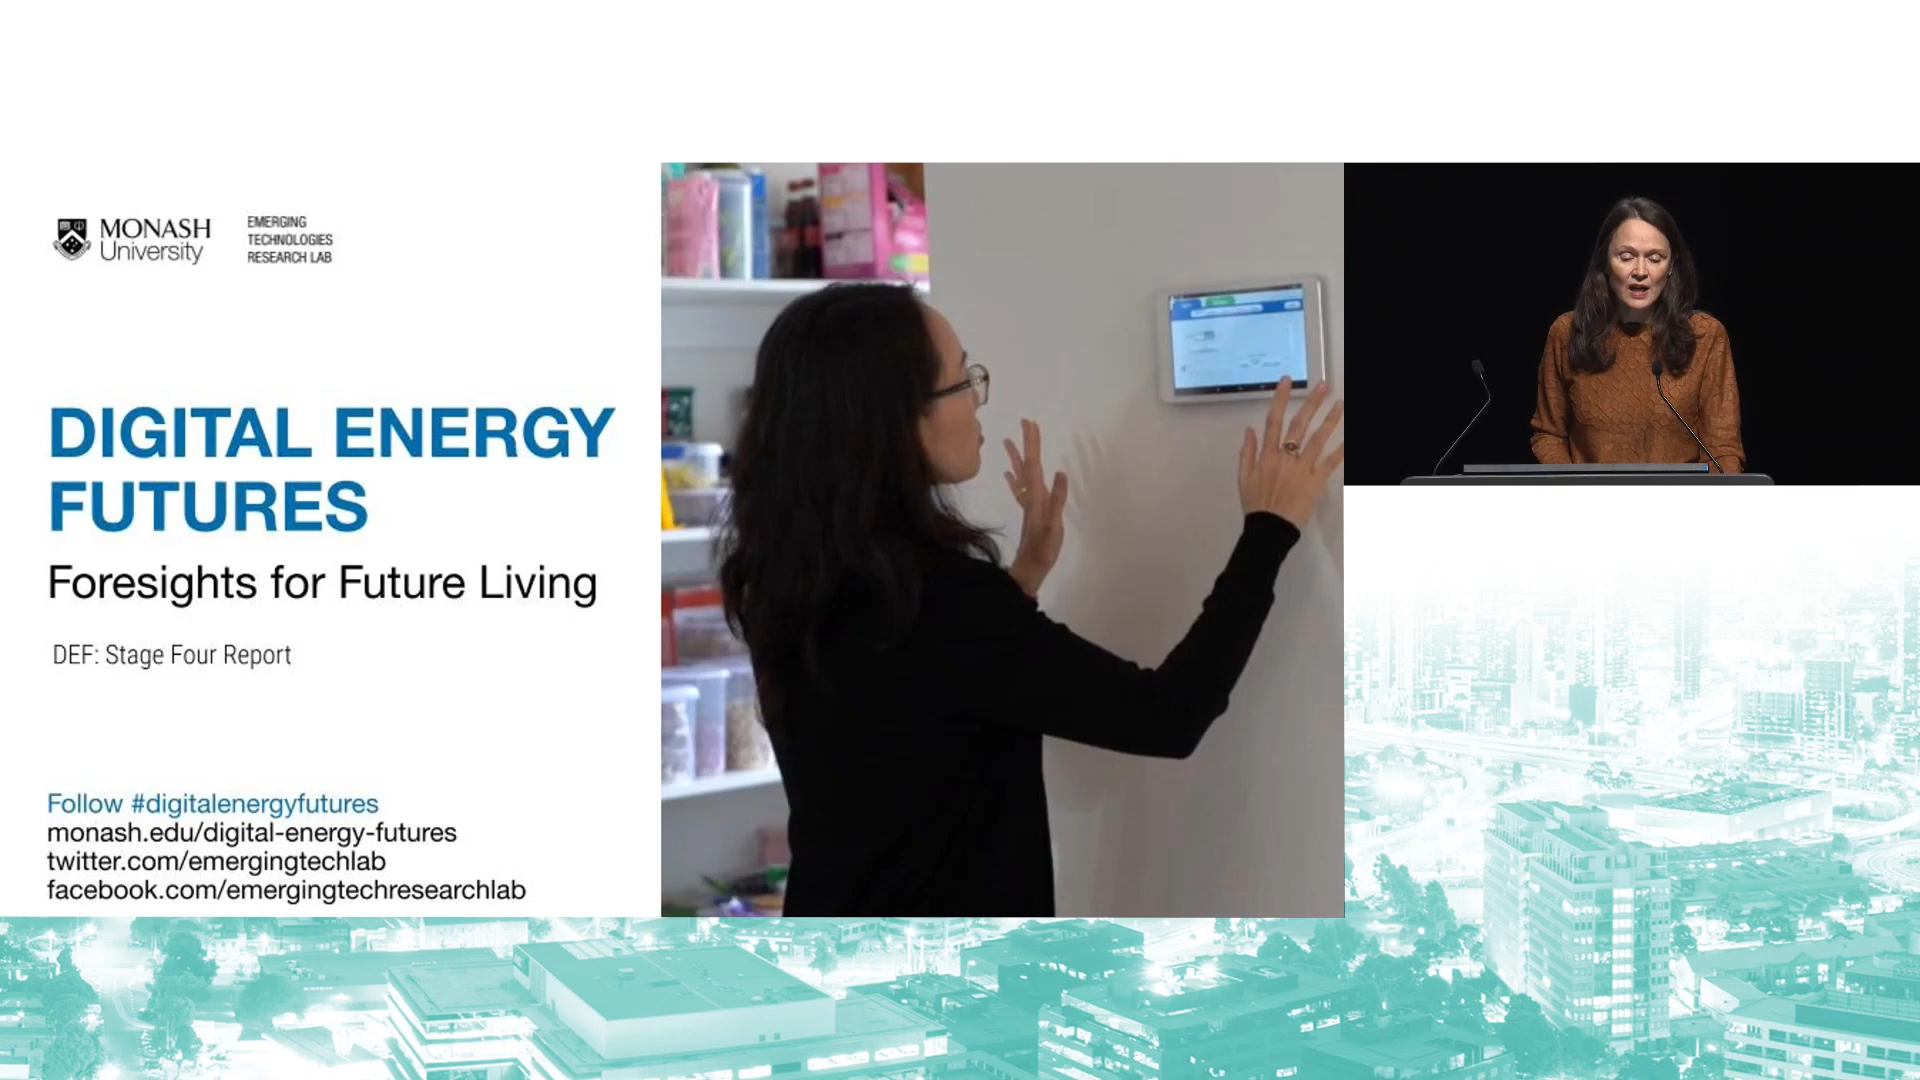 MONASH
University
EMERGING
TECHNOLOGIES
RESEARCH LAB
DIGITAL ENERGY
FUTURES
Foresights for Future Living
DEF: Stage Four Report
Follow #digitalenergyfutures
monash.edu/digital-energy-futures
twitter.com/emergingtechlab
facebook.com/emergingtechresearchlab